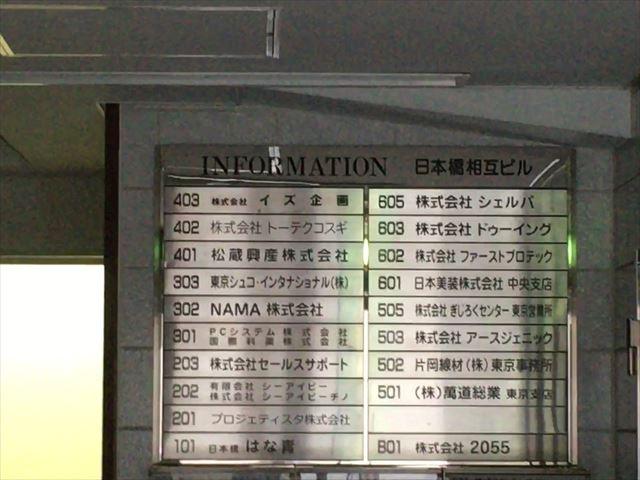 INFORMATION 日本橋相互ビル
403 株式会社 イズ企画
402 株式会社 トーテクコスギ
401 松蔵興産株式会社
303 東京シュコ・インタナショナル(株)
302 NAMA 株式会社
301 PCシステム 株式会社
国際科薬株式会社
203 株式会社セールスサポート
202 有限会社 シーアイピー
株式会社 シーアイピーチノ
201 プロジェティスタ株式会社
101 日本橋 はな青
605 株式会社 シェルパ
603 株式会社 ドゥーイング
602 株式会社 ファーストプロテック
601 日本美装株式会社 中央支店
505 株式会社 ぎじろくセンター 東京営業所
503 株式会社 アースジェニック
502 片岡線材(株)東京事務所
501 (株)萬道総業 東京支店
B01 株式会社 2055